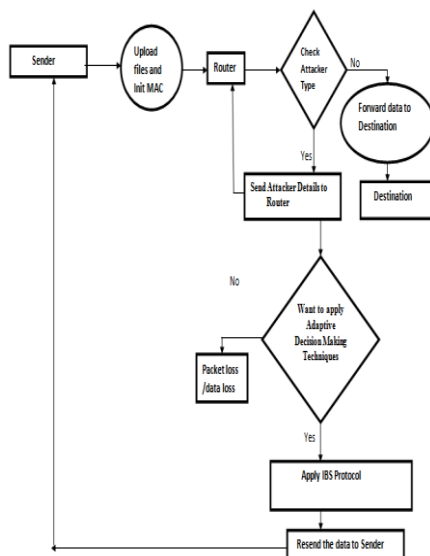 Sender
Upload
files and
Init MAC
Router
Check
Attacker
Type
No
Forward data to
Destination
Yes
Send Attacker Details to
Router
Destination
No
Want to apply
Adaptive
Decision Making
Techniques
Packet loss
/data loss
Yes
Apply IBS Protocol
Resend the data to Sender